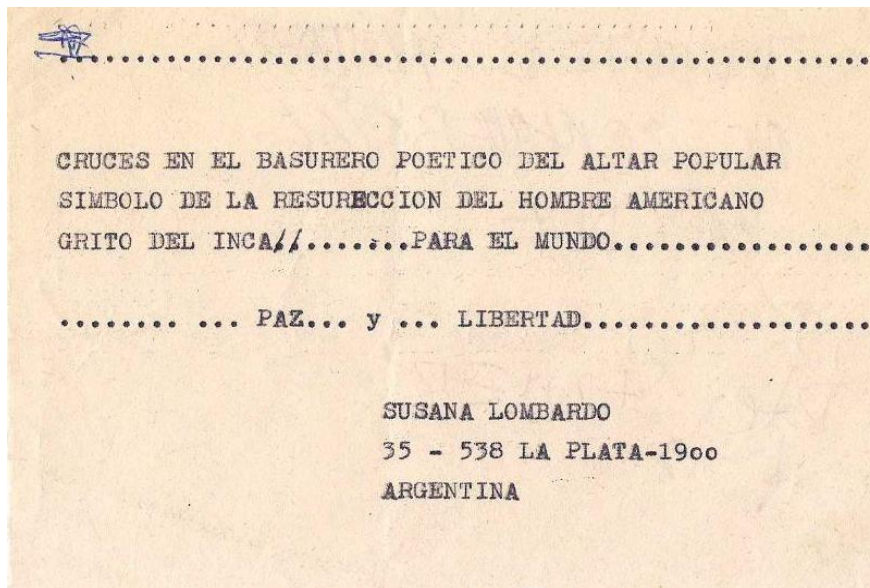 ..................................................
CRUCES EN EL BASURERO POETICO DEL ALTAR POPULAR
SIMBOLO DE LA RESURECCION DEL HOMBRE AMERICANO
GRITO DEL INCA//.......PARA EL MUNDO..................
........ ... PAZ... y ... LIBERTAD....................
SUSANA LOMBARDO
35 - 538 LA PLATA-19oo
ARGENTINA